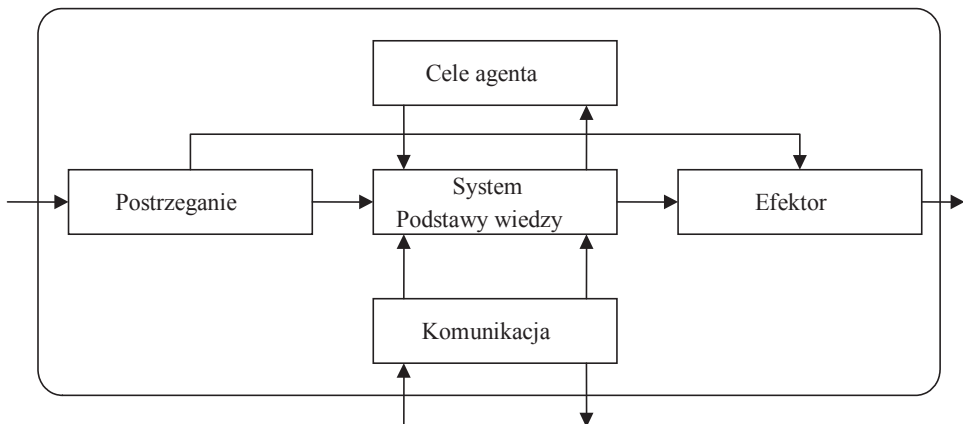 Cele agenta
Postrzeganie
System
Podstawy wiedzy
Efektor
Komunikacja